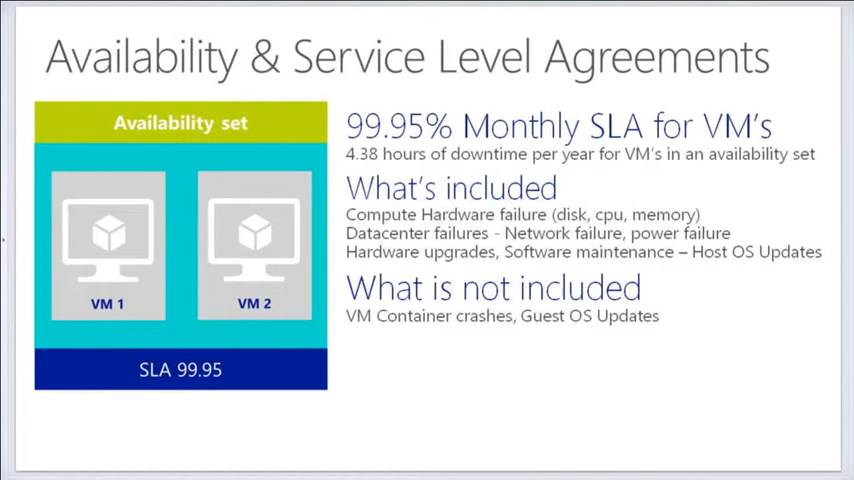 Availability & Service Level Agreements
Availability set
VM 1
VM 2
SLA 99.95
99.95% Monthly SLA for VM's
4.38 hours of downtime per year for VM's in an availability set
What's included
Compute Hardware failure (disk, cpu, memory)
Datacenter failures - Network failure, power failure
Hardware upgrades, Software maintenance – Host OS Updates
What is not included
VM Container crashes, Guest OS Updates